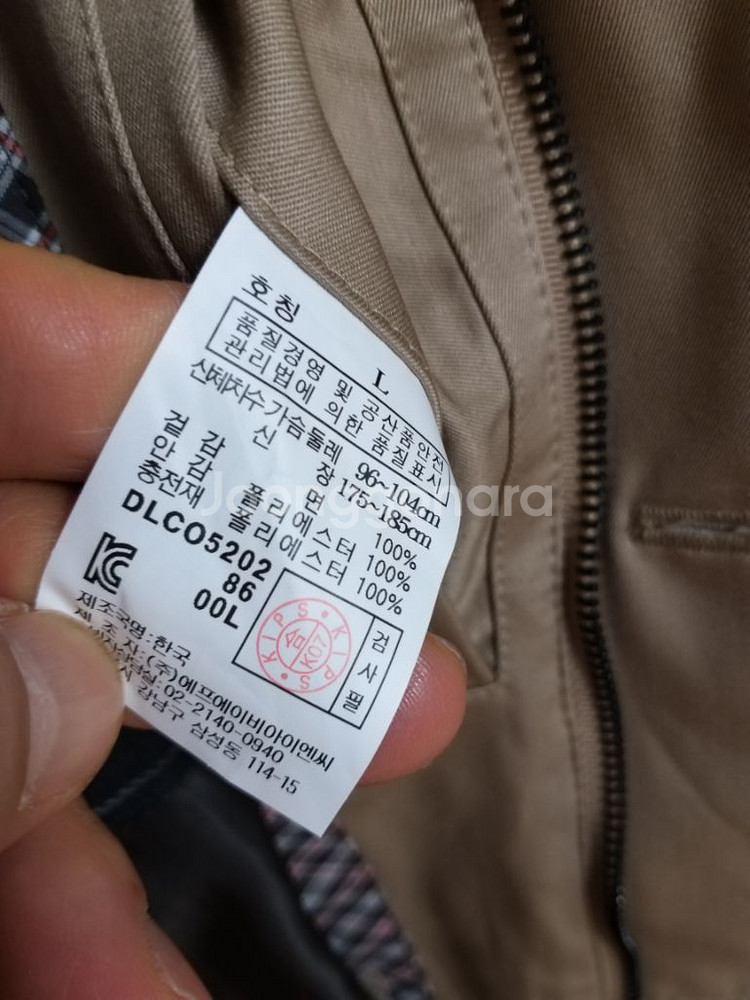 호칭 L
품질경영 및 공산품안전
관리법에 의한 품질표시
신체치수 가슴둘레 96~104cm
신 장 175~185cm
겉 감 면 100%
안 감 폴리에스터 100%
충전재 폴리에스터 100%
DLCO5202
86
00L
검사필
KIPS KIPS
섬 K07
제조국명:한국
제 조 자:(주)에프에이비아이엔씨
02-2140-0940
강남구 삼성동 114-15
Joonggonara